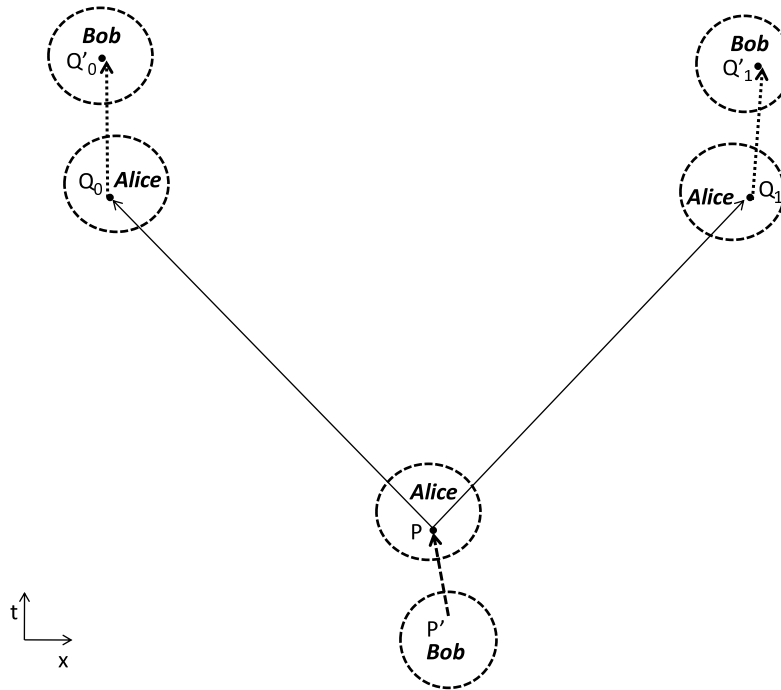 Bob
Q'₀
Bob
Q'₁
Q₀ Alice
Alice Q₁
Alice
P
P'
Bob
t
x